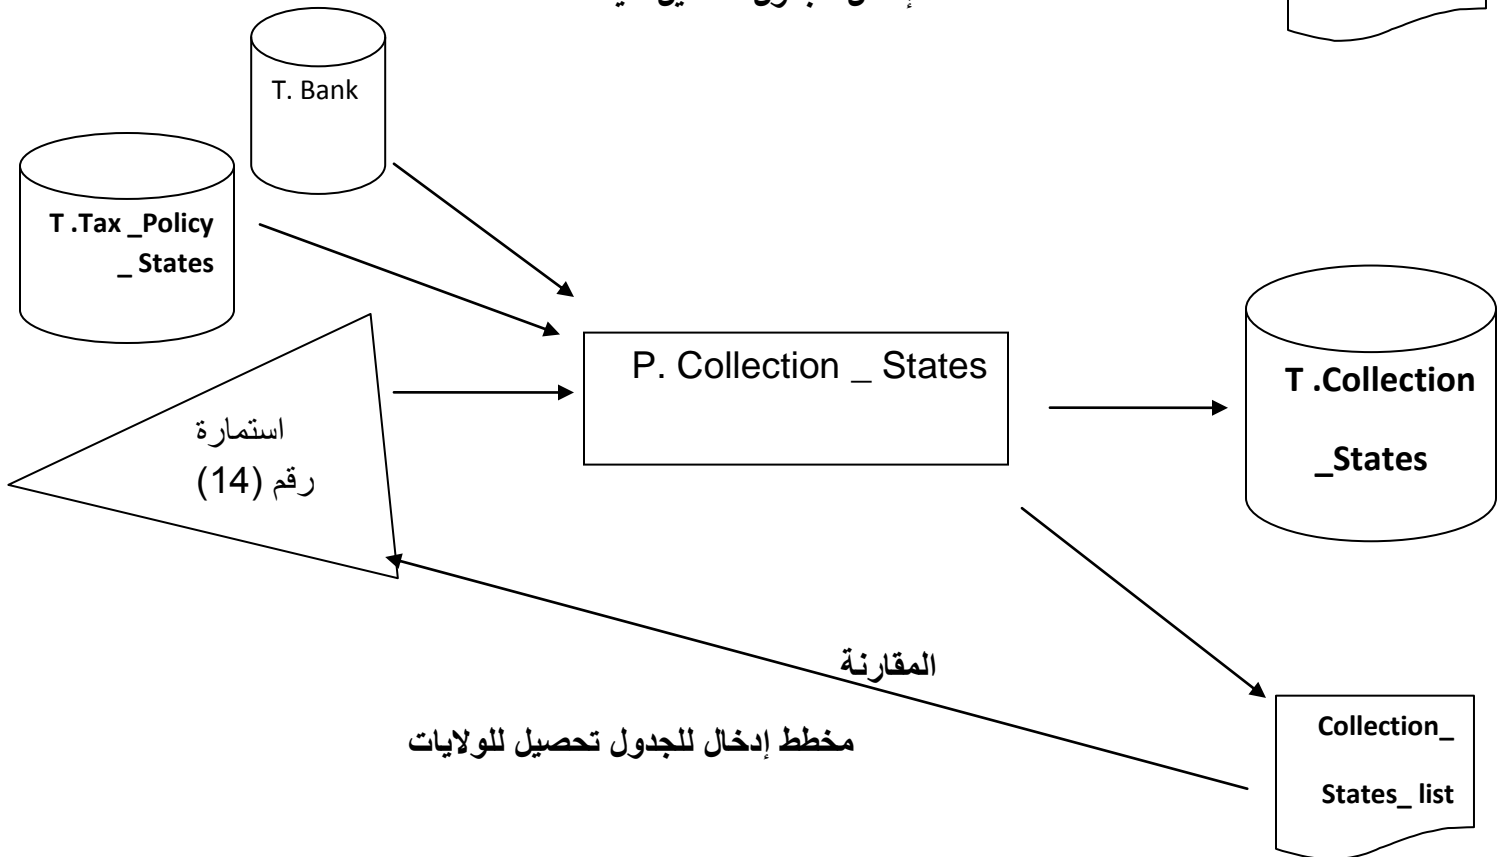 T. Bank
T .Tax _Policy
_ States
P. Collection _ States
T .Collection
_States
استمارة
رقم (14)
المقارنة
مخطط إدخال للجدول تحصيل للولايات
Collection_
States_ list